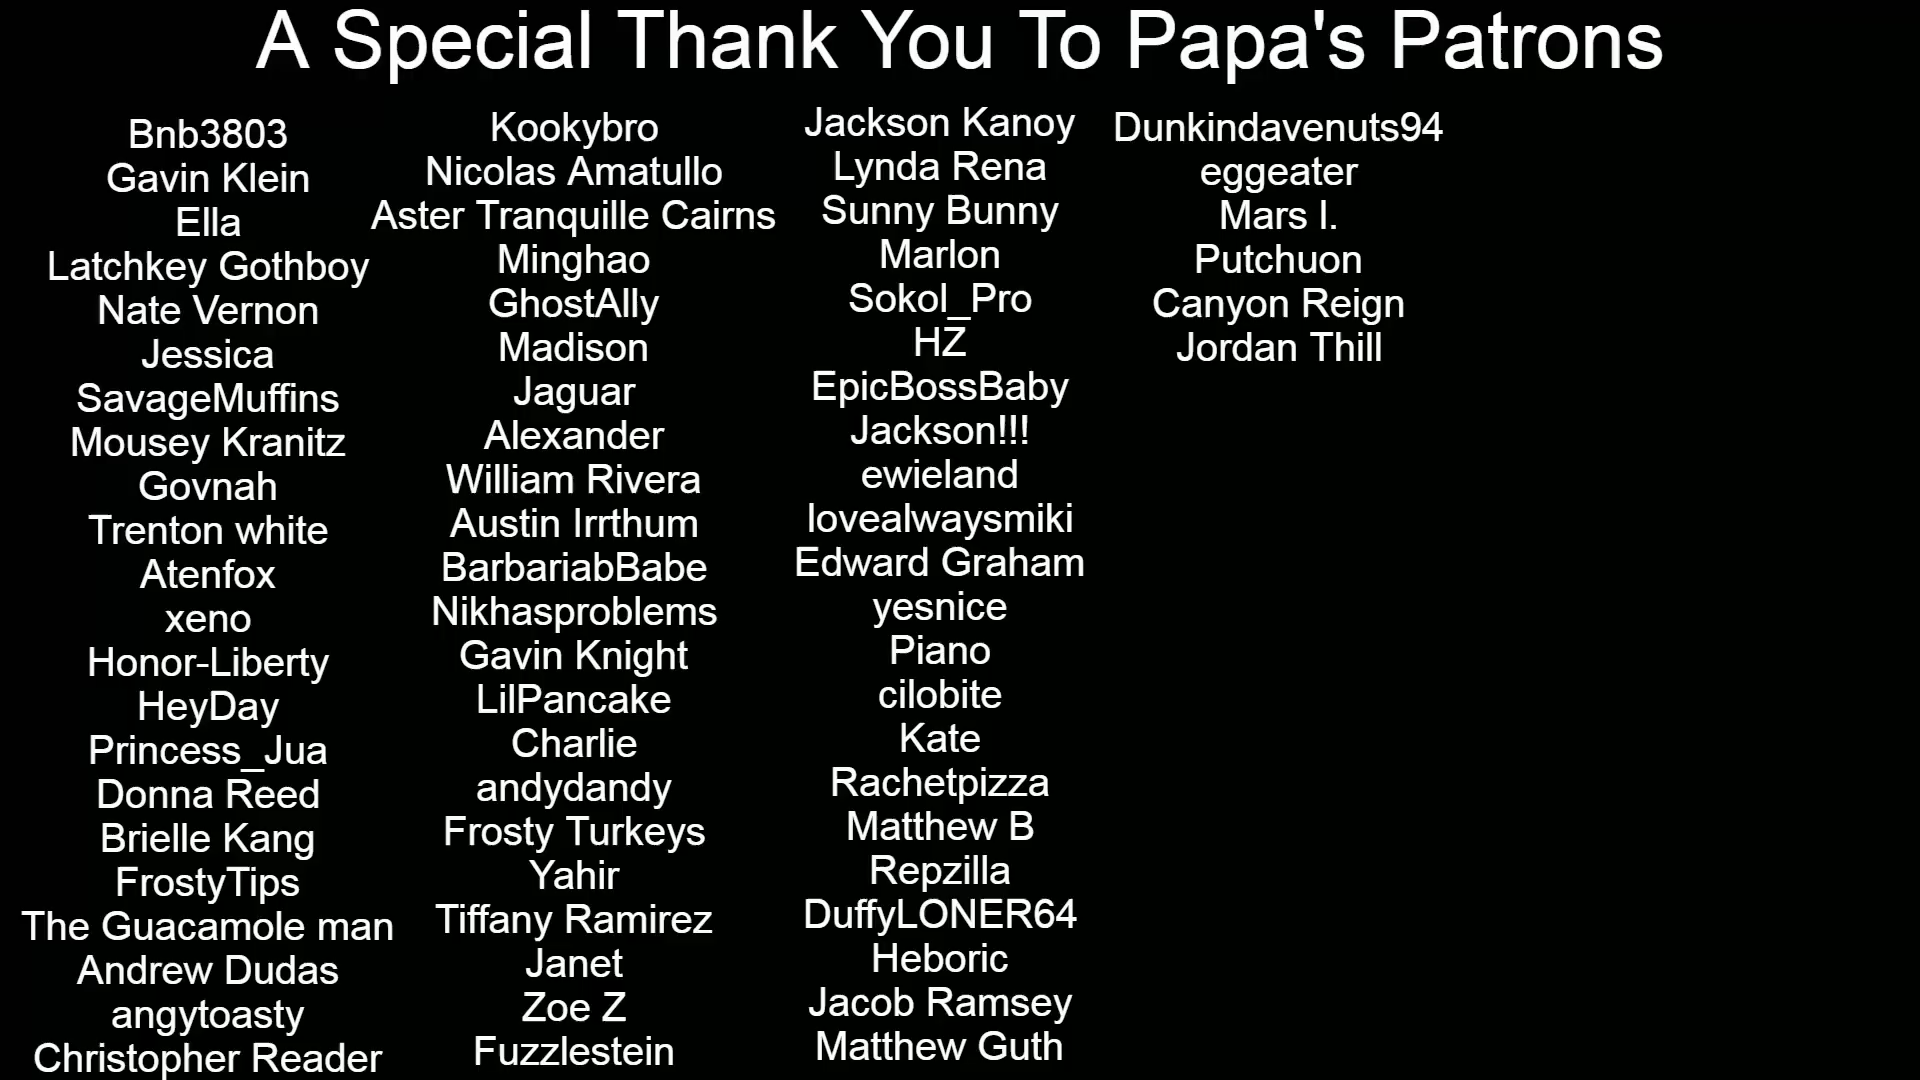 A Special Thank You To Papa's Patrons
Bnb3803
Gavin Klein
Ella
Latchkey Gothboy
Nate Vernon
Jessica
SavageMuffins
Mousey Kranitz
Govnah
Trenton white
Atenfox
xeno
Honor-Liberty
HeyDay
Princess_Jua
Donna Reed
Brielle Kang
FrostyTips
The Guacamole man
Andrew Dudas
angytoasty
Christopher Reader
Kookybro
Nicolas Amatullo
Aster Tranquille Cairns
Minghao
GhostAlly
Madison
Jaguar
Alexander
William Rivera
Austin Irrthum
BarbariabBabe
Nikhasproblems
Gavin Knight
LilPancake
Charlie
andydandy
Frosty Turkeys
Yahir
Tiffany Ramirez
Janet
Zoe Z
Fuzzlestein
Jackson Kanoy
Lynda Rena
Sunny Bunny
Marlon
Sokol_Pro
HZ
EpicBossBaby
Jackson!!!
ewieland
lovealwaysmiki
Edward Graham
yesnice
Piano
cilobite
Kate
Rachetpizza
Matthew B
Repzilla
DuffyLONER64
Heboric
Jacob Ramsey
Matthew Guth
Dunkindavenuts94
eggeater
Mars l.
Putchuon
Canyon Reign
Jordan Thill